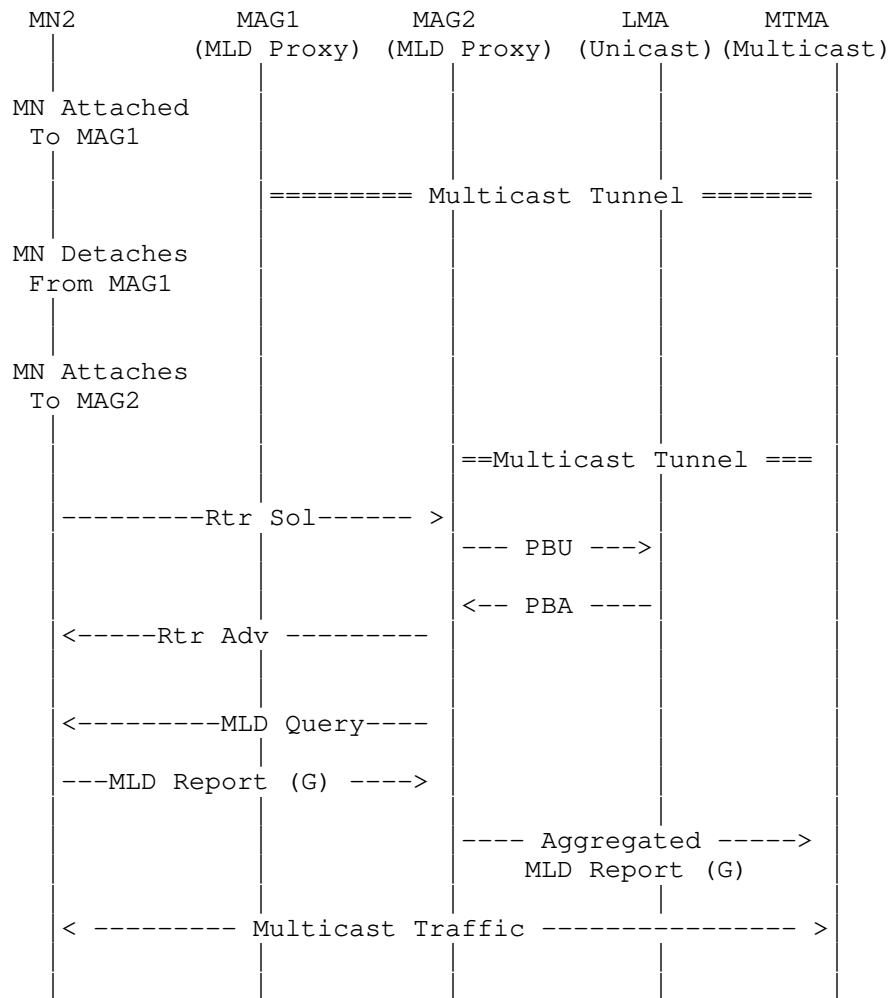 MN2 MAG1 MAG2 LMA MTMA
(MLD Proxy) (MLD Proxy) (Unicast) (Multicast)
MN Attached
To MAG1
========= Multicast Tunnel =======
MN Detaches
From MAG1
MN Attaches
To MAG2
==Multicast Tunnel ===
---------Rtr Sol------ >
--- PBU --->
<-- PBA ----
<-----Rtr Adv ---------
<---------MLD Query----
---MLD Report (G) ---->
---- Aggregated ----->
MLD Report (G)
< --------- Multicast Traffic ---------------- >